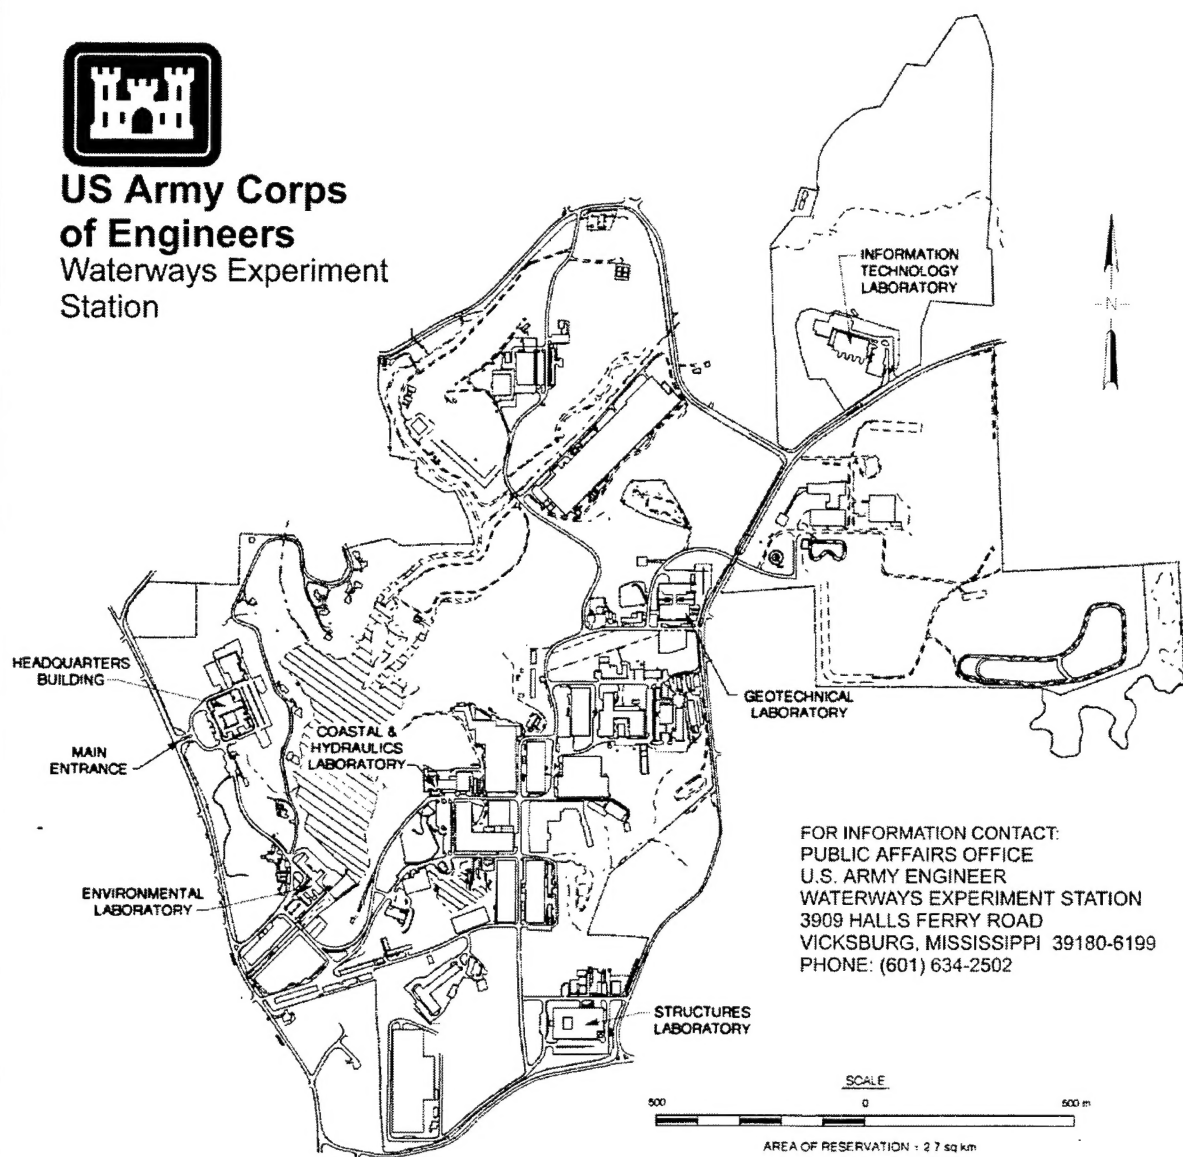 US Army Corps
of Engineers
Waterways Experiment
Station
INFORMATION
TECHNOLOGY
LABORATORY
N
HEADQUARTERS
BUILDING
MAIN
ENTRANCE
COASTAL &
HYDRAULICS
LABORATORY
GEOTECHNICAL
LABORATORY
ENVIRONMENTAL
LABORATORY
FOR INFORMATION CONTACT:
PUBLIC AFFAIRS OFFICE
U.S. ARMY ENGINEER
WATERWAYS EXPERIMENT STATION
3909 HALLS FERRY ROAD
VICKSBURG, MISSISSIPPI 39180-6199
PHONE: (601) 634-2502
STRUCTURES
LABORATORY
SCALE
500 0 500 m
AREA OF RESERVATION : 2.7 sq km